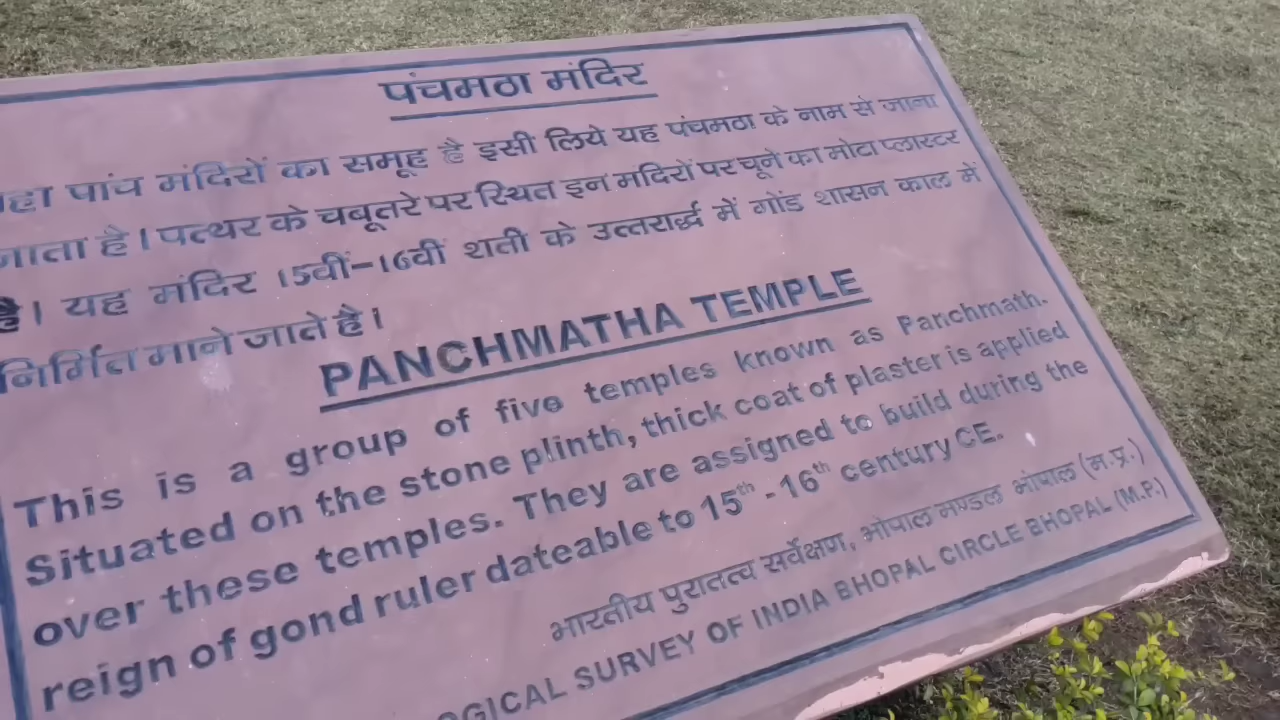 पंचमठा मंदिर
पांच मंदिरों का समूह है इसी लिये यह पंचमठा के नाम से जाना
जाता है। पत्थर के चबूतरे पर स्थित इन मदिरों पर चूने का मोटा प्लास्टर
है। यह मंदिर 15वीं-16वीं शती के उत्तरार्द्ध में गोंड शासन काल में
निर्मित माने जाते है।
PANCHMATHA TEMPLE
This is a group of five temples known as Panchmath.
Situated on the stone plinth, thick coat of plaster is applied
over these temples. They are assigned to build during the
reign of gond ruler dateable to 15th -16th century CE.
भारतीय पुरातत्व सर्वेक्षण, भोपाल मण्डल भोपाल (म.प्र.)
SURVEY OF INDIA BHOPAL CIRCLE BHOPAL (M.P.)